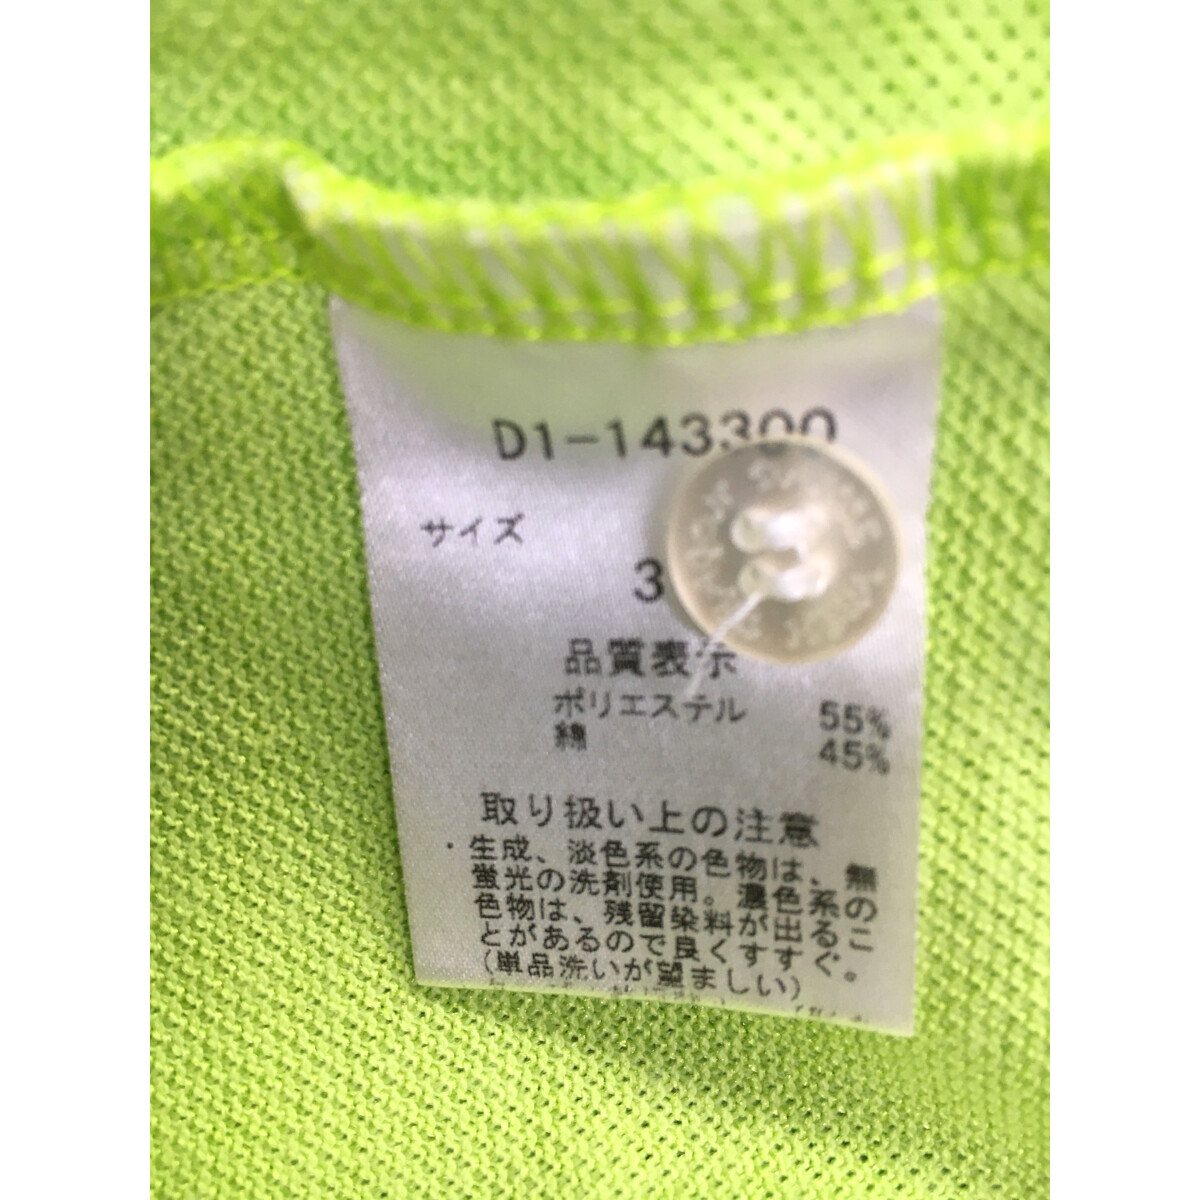 D1-143300
サイズ
3
品質表示
ポリエステル 55%
綿 45%
取り扱い上の注意
・生成、淡色系の色物は、無
蛍光の洗剤使用。濃色系の
色物は、残留染料が出るこ
とがあるので良くすすぐ。
(単品洗いが望ましい)